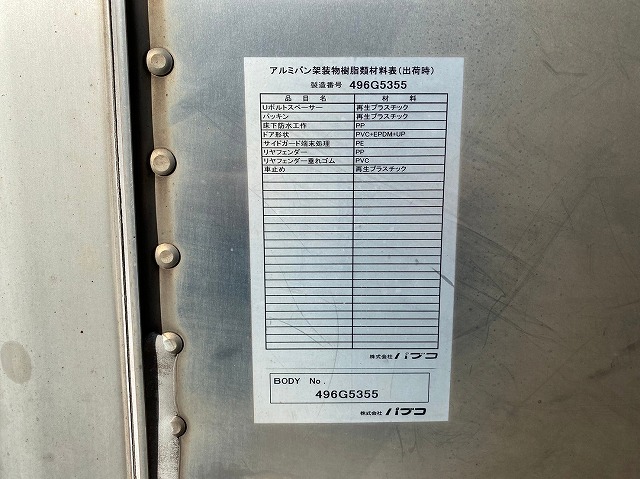 アルミバン架装物樹脂類材料表(出荷時)
製造番号 496G5355
品目名 材料
Uボルトスペーサー 再生プラスチック
パッキン 再生プラスチック
床下防水工作 PP
ドア形状 PVC+EPDM+UP
サイドガード端末処理 PE
リヤフェンダー PP
リヤフェンダー垂れゴム PVC
車止め 再生プラスチック
株式会社パブコ
BODY No.
496G5355
株式会社パブコ